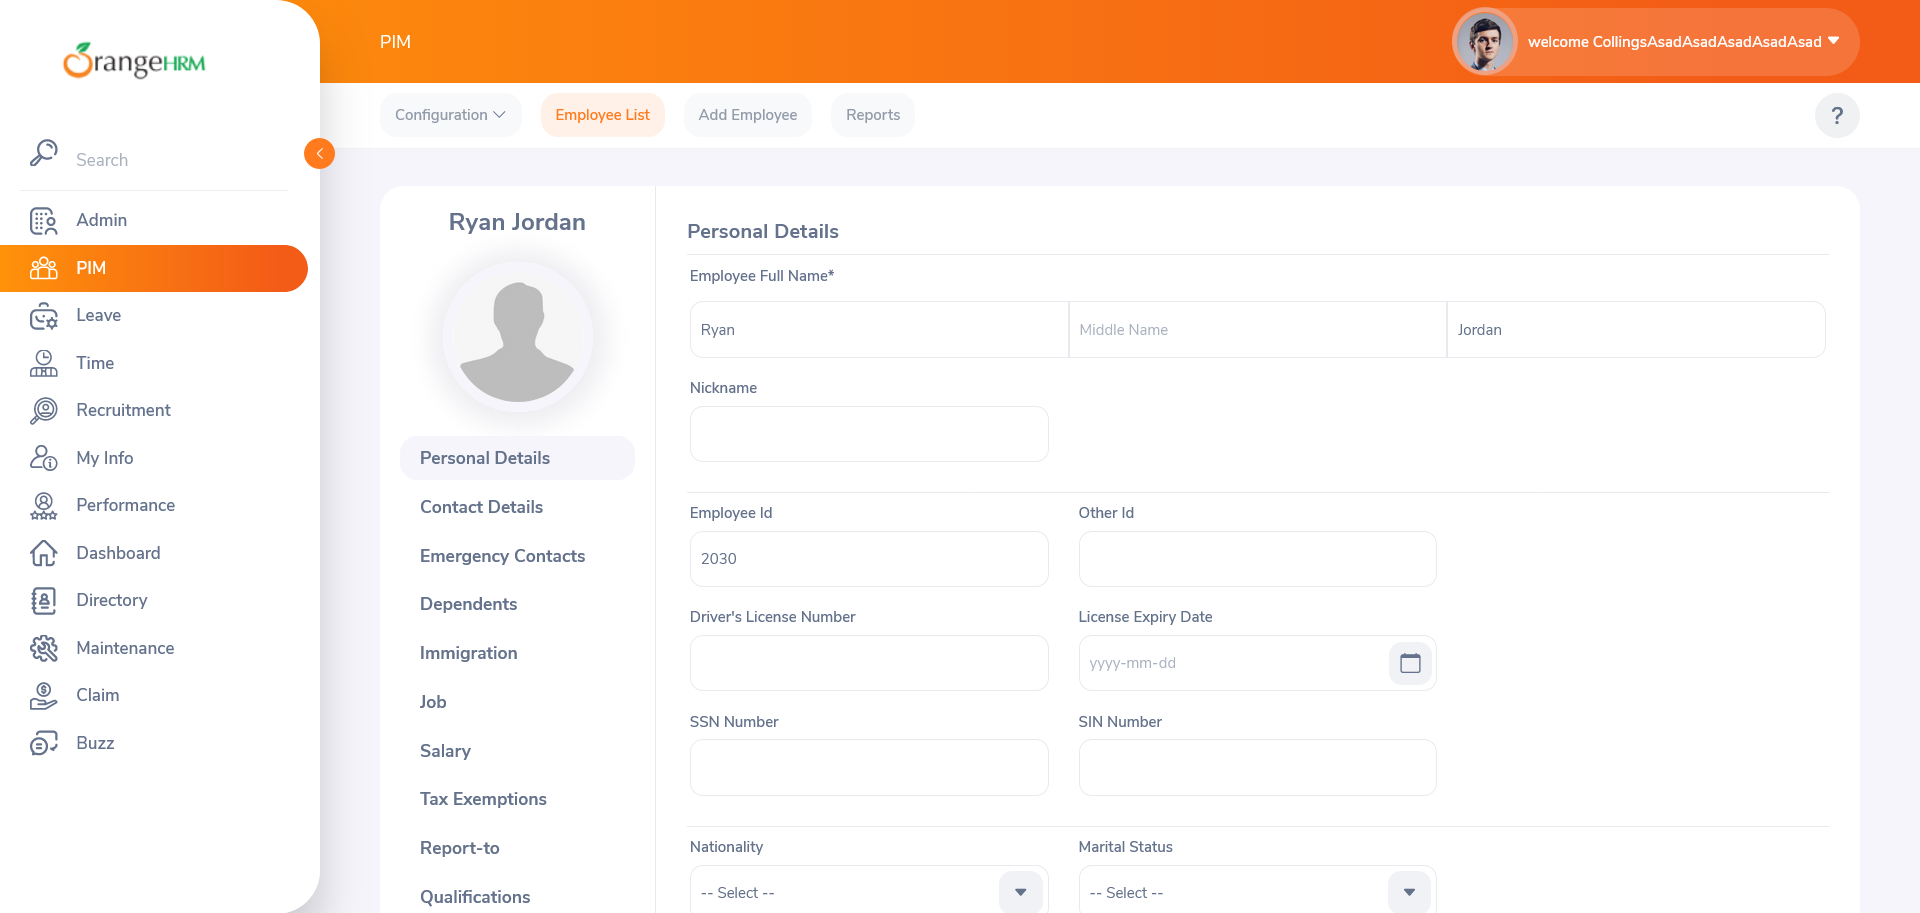 OrangeHRM
PIM
welcome CollingsAsadAsadAsadAsadAsad
Configuration
Employee List
Add Employee
Reports
?
Search
Admin
PIM
Leave
Time
Recruitment
My Info
Performance
Dashboard
Directory
Maintenance
Claim
Buzz
Ryan Jordan
Personal Details
Contact Details
Emergency Contacts
Dependents
Immigration
Job
Salary
Tax Exemptions
Report-to
Qualifications
Personal Details
Employee Full Name*
Ryan
Middle Name
Jordan
Nickname
Employee Id
Other Id
2030
Driver's License Number
License Expiry Date
yyyy-mm-dd
SSN Number
SIN Number
Nationality
Marital Status
-- Select --
-- Select --